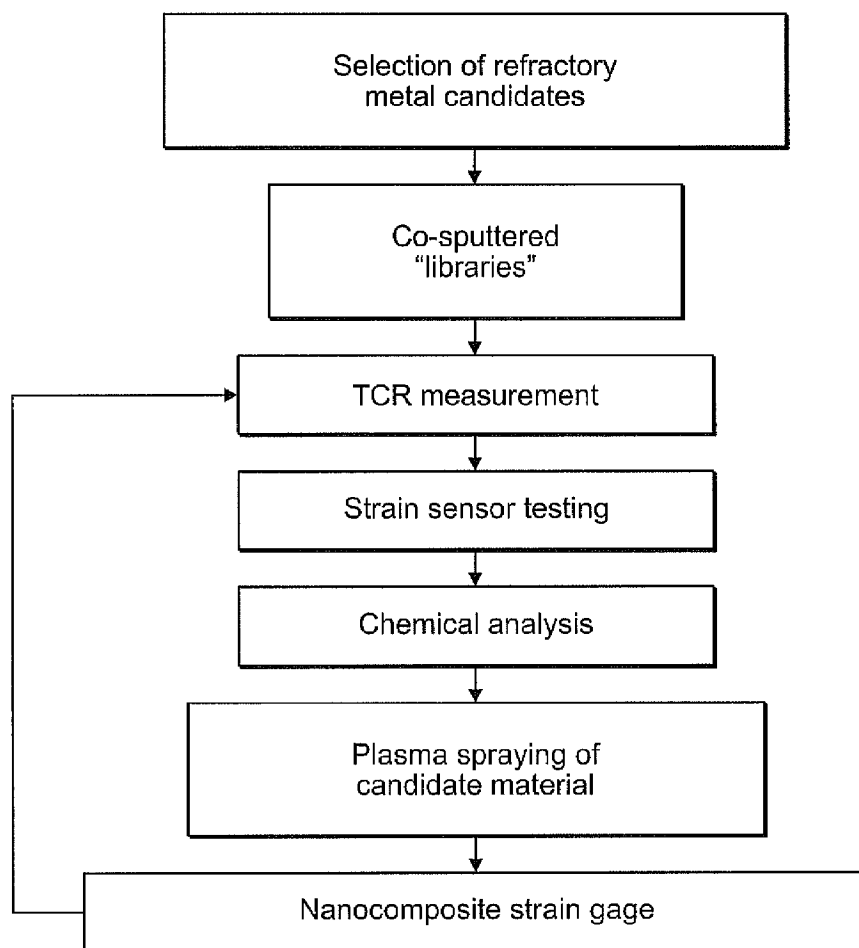 Selection of refractory
metal candidates
Co-sputtered
“libraries”
TCR measurement
Strain sensor testing
Chemical analysis
Plasma spraying of
candidate material
Nanocomposite strain gage